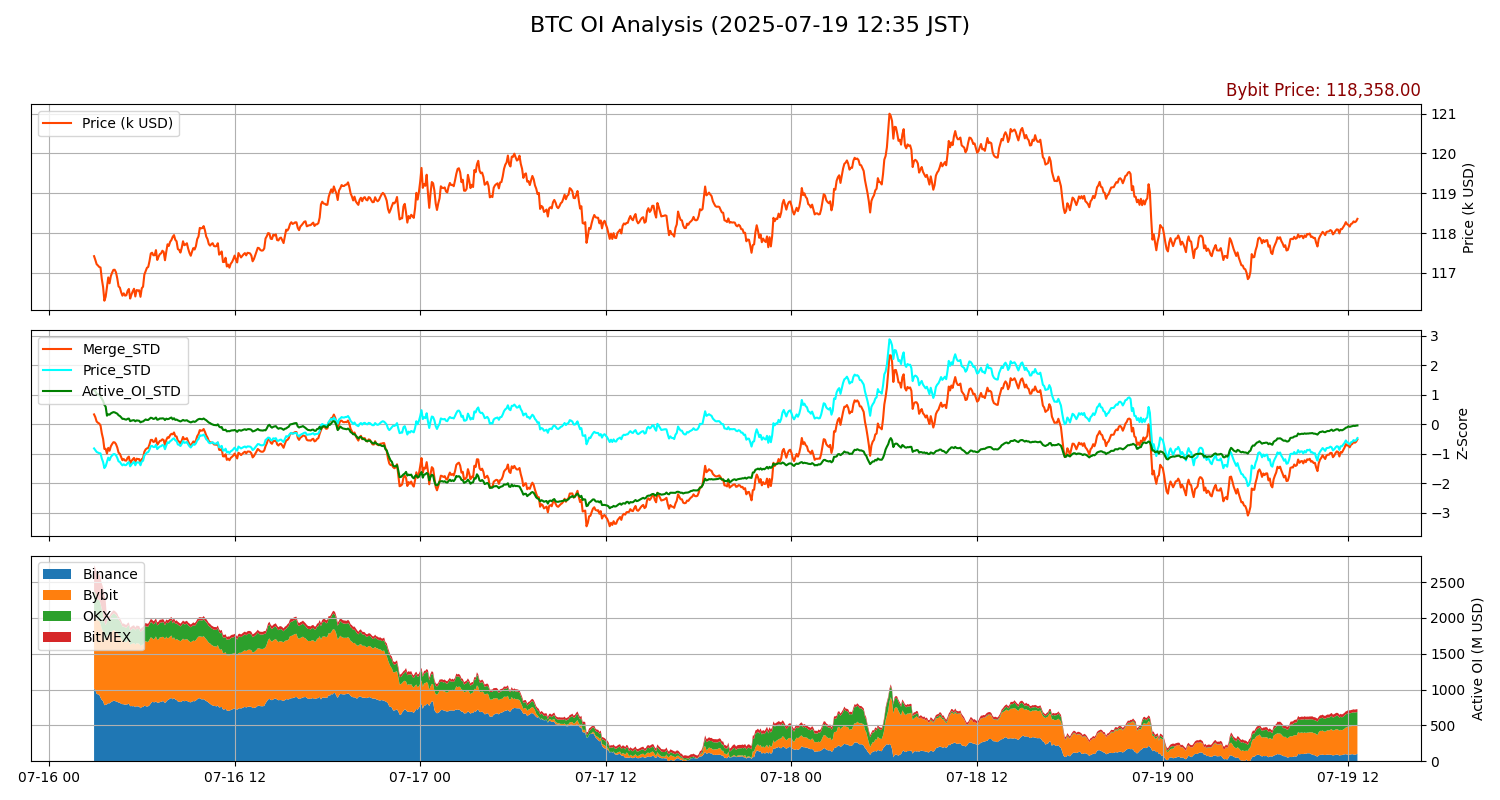 BTC OI Analysis (2025-07-19 12:35 JST)
Bybit Price: 118,358.00
Price (k USD)
121
120
119
118
117
Price (k USD)
Merge_STD
Price_STD
Active_OI_STD
3
2
1
0
−1
−2
−3
Z-Score
Binance
Bybit
OKX
BitMEX
2500
2000
1500
1000
500
0
Active OI (M USD)
07-16 00
07-16 12
07-17 00
07-17 12
07-18 00
07-18 12
07-19 00
07-19 12